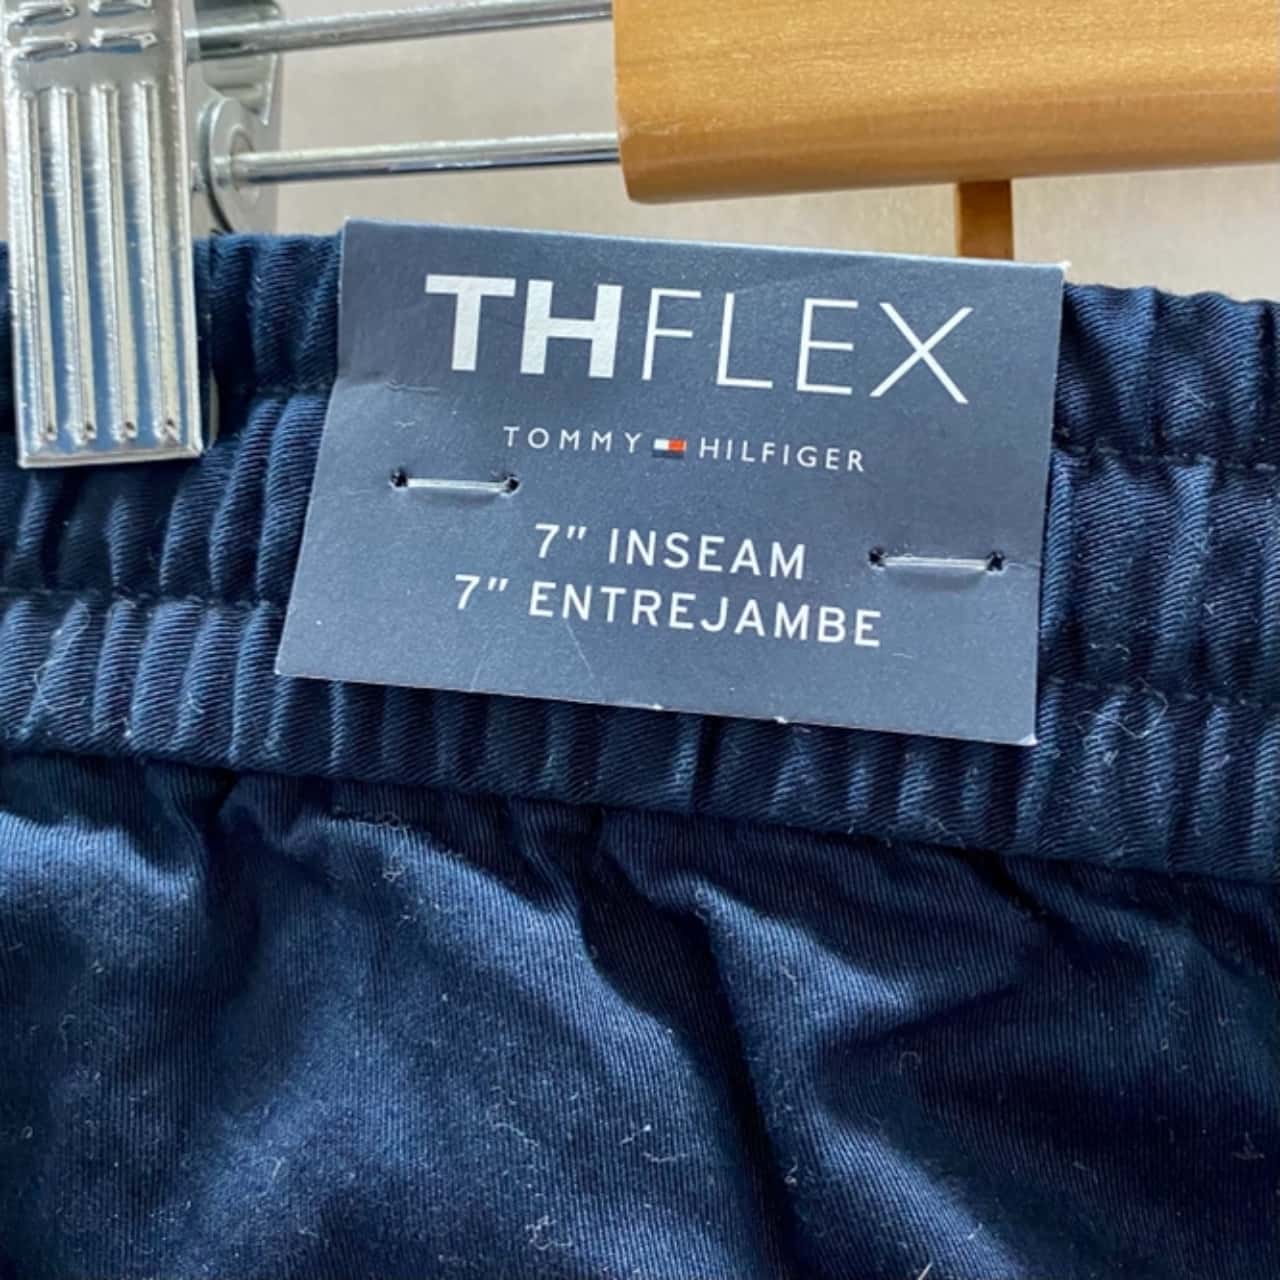 THFLEX
TOMMY HILFIGER
7" INSEAM
7" ENTREJAMBE